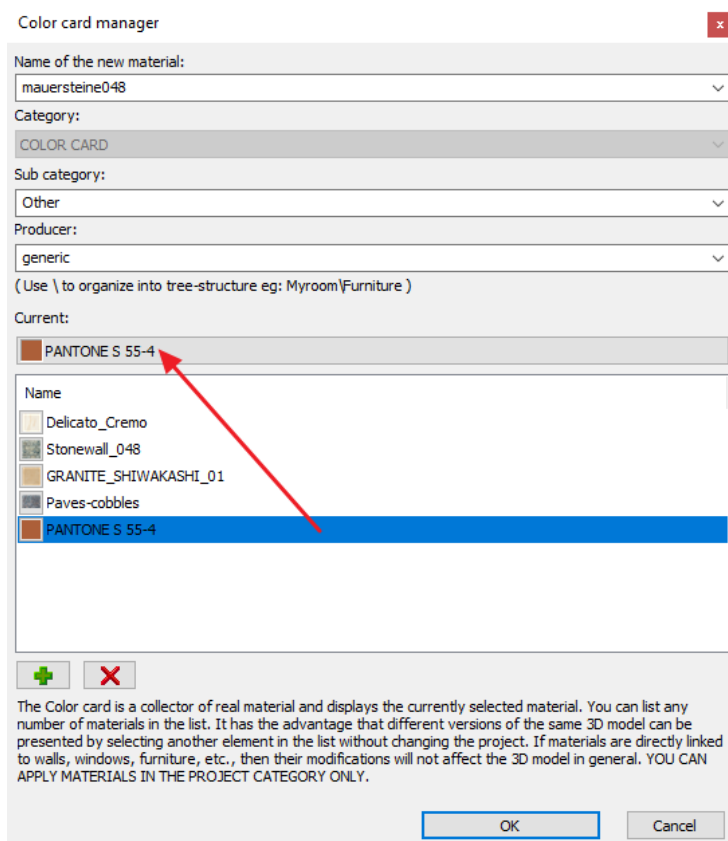 Color card manager
x
Name of the new material:
mauersteine048
Category:
COLOR CARD
Sub category:
Other
Producer:
generic
( Use \ to organize into tree-structure eg: Myroom\Furniture )
Current:
PANTONE S 55-4
Name
Delicato_Cremo
Stonewall_048
GRANITE_SHIWAKASHI_01
Paves-cobbles
PANTONE S 55-4
The Color card is a collector of real material and displays the currently selected material. You can list any
number of materials in the list. It has the advantage that different versions of the same 3D model can be
presented by selecting another element in the list without changing the project. If materials are directly linked
to walls, windows, furniture, etc., then their modifications will not affect the 3D model in general. YOU CAN
APPLY MATERIALS IN THE PROJECT CATEGORY ONLY.
OK
Cancel